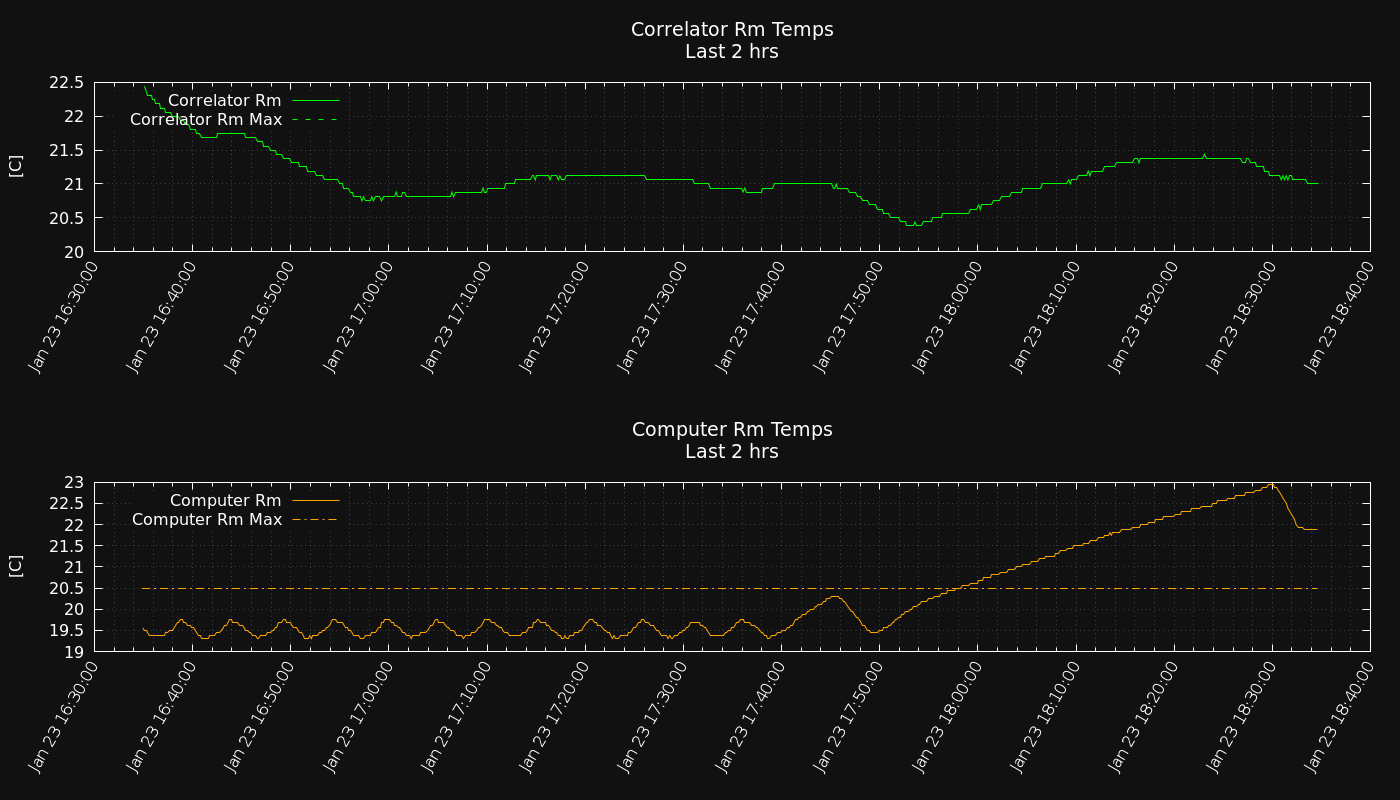 Correlator Rm Temps
Last 2 hrs
[C]
22.5
22
21.5
21
20.5
20
Correlator Rm
Correlator Rm Max
Jan 23 16:30:00
Jan 23 16:40:00
Jan 23 16:50:00
Jan 23 17:00:00
Jan 23 17:10:00
Jan 23 17:20:00
Jan 23 17:30:00
Jan 23 17:40:00
Jan 23 17:50:00
Jan 23 18:00:00
Jan 23 18:10:00
Jan 23 18:20:00
Jan 23 18:30:00
Jan 23 18:40:00
Computer Rm Temps
Last 2 hrs
[C]
23
22.5
22
21.5
21
20.5
20
19.5
19
Computer Rm
Computer Rm Max
Jan 23 16:30:00
Jan 23 16:40:00
Jan 23 16:50:00
Jan 23 17:00:00
Jan 23 17:10:00
Jan 23 17:20:00
Jan 23 17:30:00
Jan 23 17:40:00
Jan 23 17:50:00
Jan 23 18:00:00
Jan 23 18:10:00
Jan 23 18:20:00
Jan 23 18:30:00
Jan 23 18:40:00